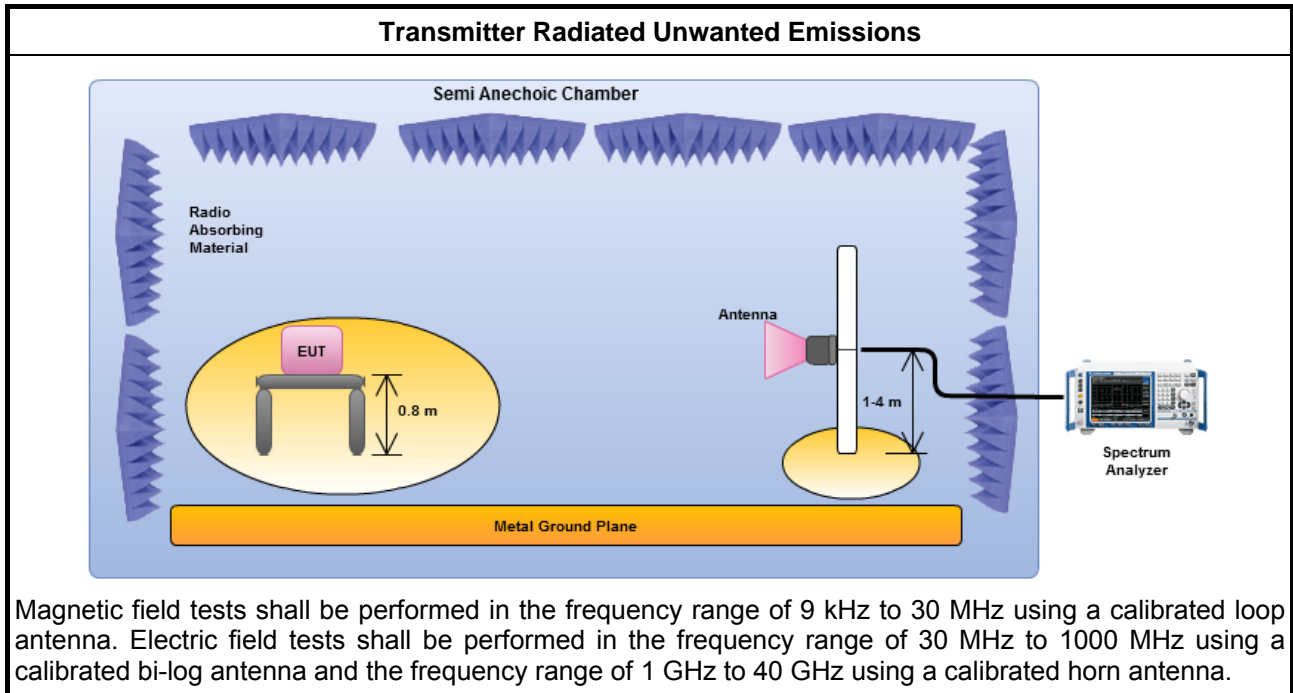 Transmitter Radiated Unwanted Emissions
Semi Anechoic Chamber
Radio
Absorbing
Material
Antenna
EUT
0.8 m
1-4 m
Spectrum
Analyzer
Metal Ground Plane
Magnetic field tests shall be performed in the frequency range of 9 kHz to 30 MHz using a calibrated loop
antenna. Electric field tests shall be performed in the frequency range of 30 MHz to 1000 MHz using a
calibrated bi-log antenna and the frequency range of 1 GHz to 40 GHz using a calibrated horn antenna.